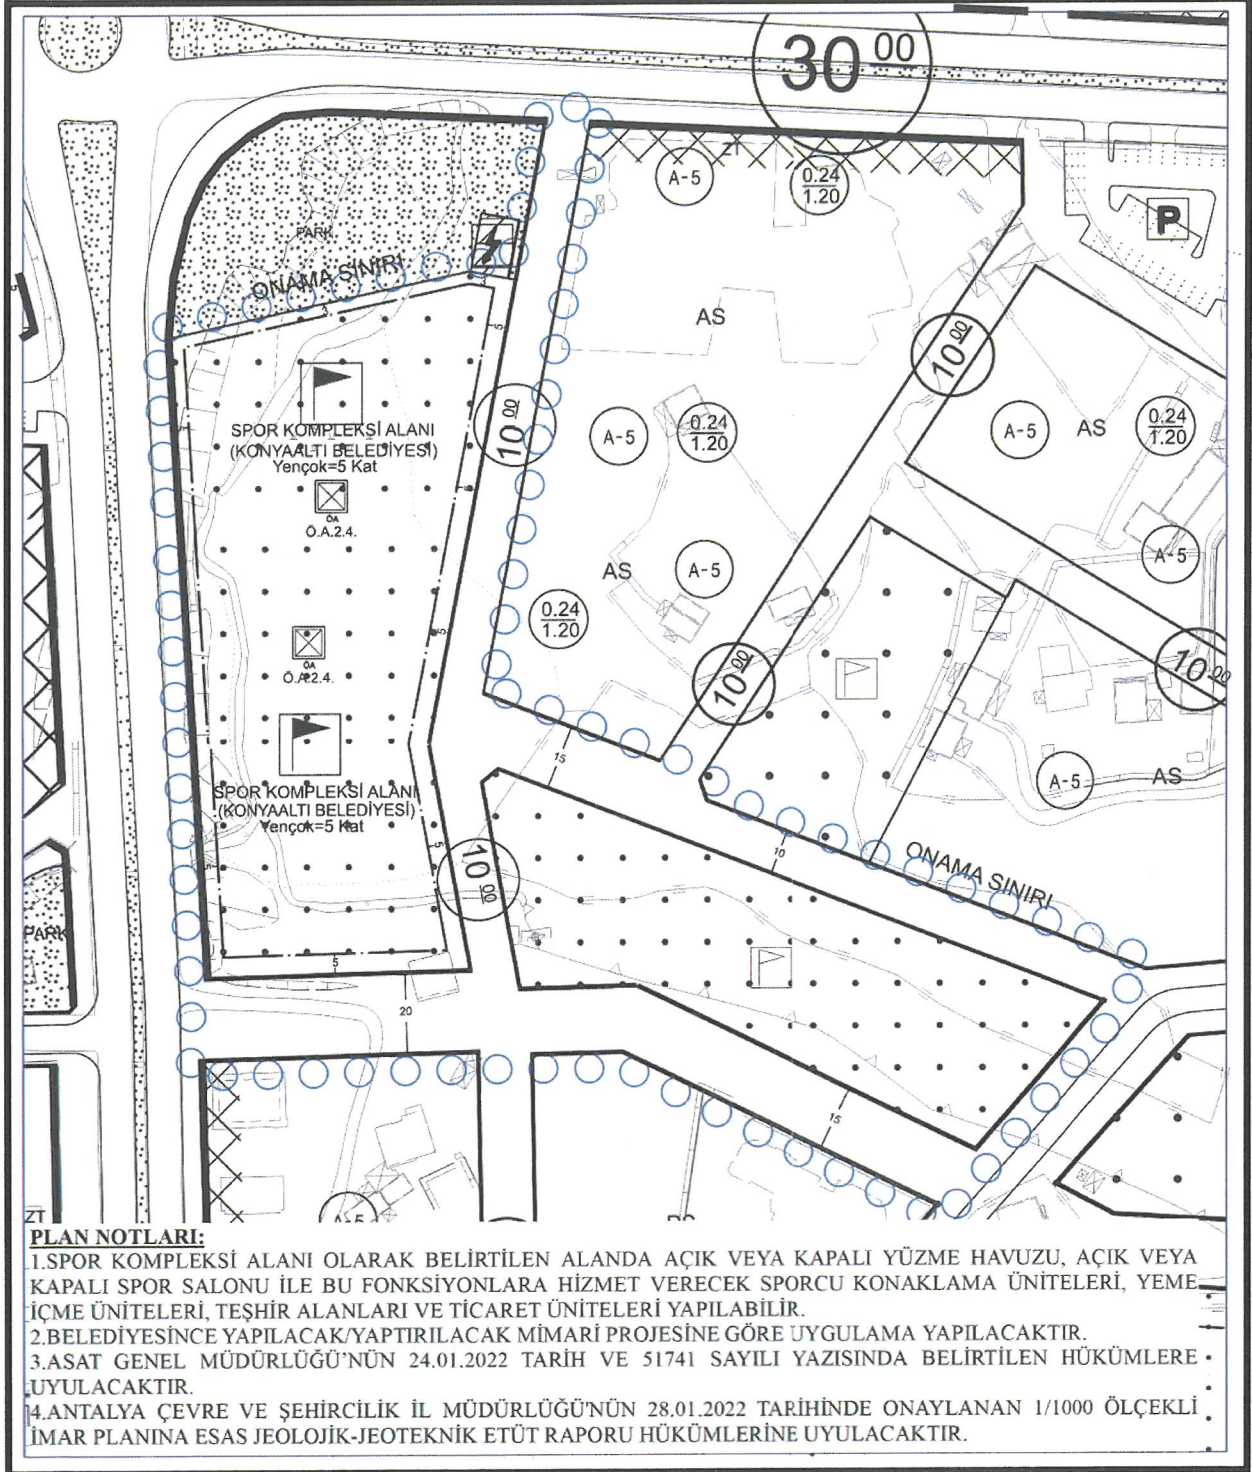 30 00
ZT
A-5
0.24
1.20
P
PARK
ONAMA SINIRI
AS
10 00
SPOR KOMPLEKSİ ALANI
(KONYAALTI BELEDİYESİ)
Yençok=5 Kat
10 00
A-5
0.24
1.20
A-5
AS
0.24
1.20
ÖA
Ö.A.2.4.
A-5
AS
A-5
0.24
1.20
ÖA
Ö.A.2.4.
10 00
10 00
15
A-5
AS
SPOR KOMPLEKSİ ALANI
(KONYAALTI BELEDİYESİ)
Yençok=5 Kat
10 00
10
ONAMA SINIRI
PARK
5
20
15
ZT
A-5
PLAN NOTLARI:
1.SPOR KOMPLEKSİ ALANI OLARAK BELİRTİLEN ALANDA AÇIK VEYA KAPALI YÜZME HAVUZU, AÇIK VEYA
KAPALI SPOR SALONU İLE BU FONKSİYONLARA HİZMET VERECEK SPORCU KONAKLAMA ÜNİTELERİ, YEME
İÇME ÜNİTELERİ, TEŞHİR ALANLARI VE TİCARET ÜNİTELERİ YAPILABİLİR.
2.BELEDİYESİNCE YAPILACAK/YAPTIRILACAK MİMARİ PROJESİNE GÖRE UYGULAMA YAPILACAKTIR.
3.ASAT GENEL MÜDÜRLÜĞÜ'NÜN 24.01.2022 TARİH VE 51741 SAYILI YAZISINDA BELİRTİLEN HÜKÜMLERE
UYULACAKTIR.
4.ANTALYA ÇEVRE VE ŞEHİRCİLİK İL MÜDÜRLÜĞÜ'NÜN 28.01.2022 TARİHİNDE ONAYLANAN 1/1000 ÖLÇEKLİ
İMAR PLANINA ESAS JEOLOJİK-JEOTEKNİK ETÜT RAPORU HÜKÜMLERİNE UYULACAKTIR.